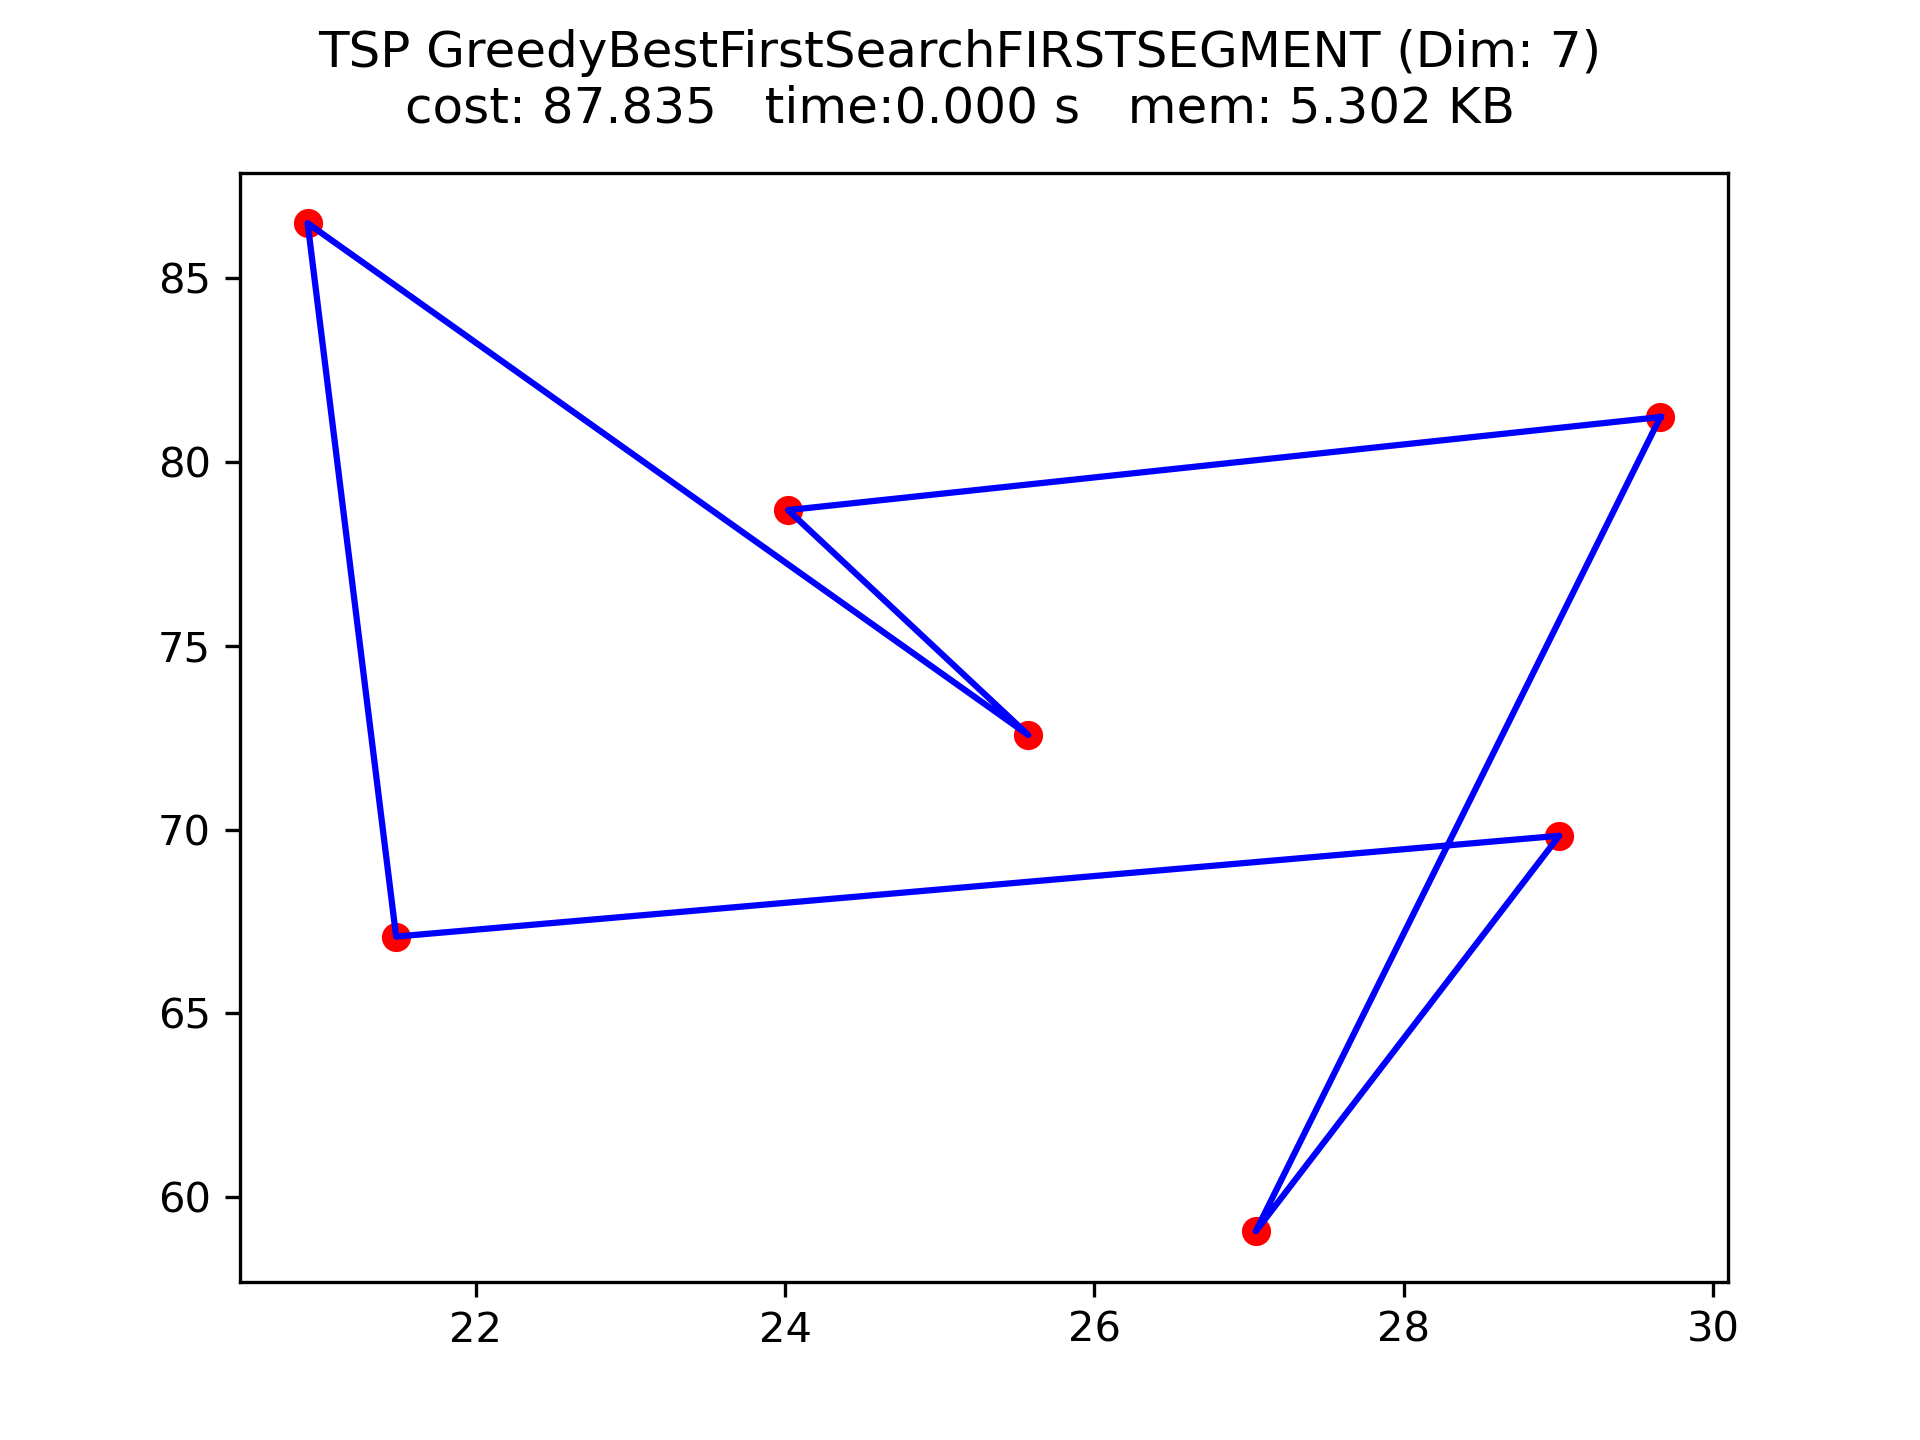 TSP GreedyBestFirstSearchFIRSTSEGMENT (Dim: 7)
cost: 87.835   time:0.000 s   mem: 5.302 KB
85
80
75
70
65
60
22 24 26 28 30